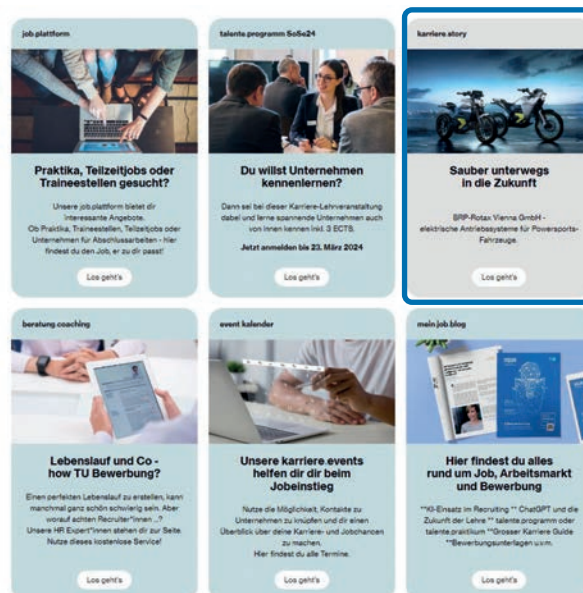 job.plattform
Praktika, Teilzeitjobs oder
Traineestellen gesucht?
Unsere job.plattform bietet dir
interessante Angebote.
Ob Praktika, Traineestellen, Teilzeitjobs oder
Unternehmen für Abschlussarbeiten - hier
findest du den Job, er zu dir passt!
Los geht's
talente.programm SoSe24
Du willst Unternehmen
kennenlernen?
Dann sei bei dieser Karriere-Lehrveranstaltung
dabei und lerne spannende Unternehmen auch
von innen kennen inkl. 3 ECTS.
Jetzt anmelden bis 23. März 2024
Los geht's
karriere.story
Sauber unterwegs
in die Zukunft
BRP-Rotax Vienna GmbH -
elektrische Antriebssysteme für Powersports-
Fahrzeuge.
Los geht's
beratung.coaching
Lebenslauf und Co -
how TU Bewerbung?
Einen perfekten Lebenslauf zu erstellen, kann
manchmal ganz schön schwierig sein. Aber
worauf achten Recruiter*innen ...?
Unsere HR Expert*innen stehen dir zur Seite.
Nutze dieses kostenlose Service!
Los geht's
event kalender
Unsere karriere.events
helfen dir dir beim
Jobeinstieg
Nutze die Möglichkeit, Kontakte zu
Unternehmen zu knüpfen und dir einen
Überblick über deine Karriere- und Jobchancen
zu machen.
Hier findest du alle Termine.
Los geht's
mein.job.blog
Hier findest du alles
rund um Job, Arbeitsmarkt
und Bewerbung
**KI-Einsatz im Recruiting ** ChatGPT und die
Zukunft der Lehre ** talente.programm oder
talente.praktikum **Grosser Karriere Guide
**Bewerbungsunterlagen u.v.m.
Los geht's